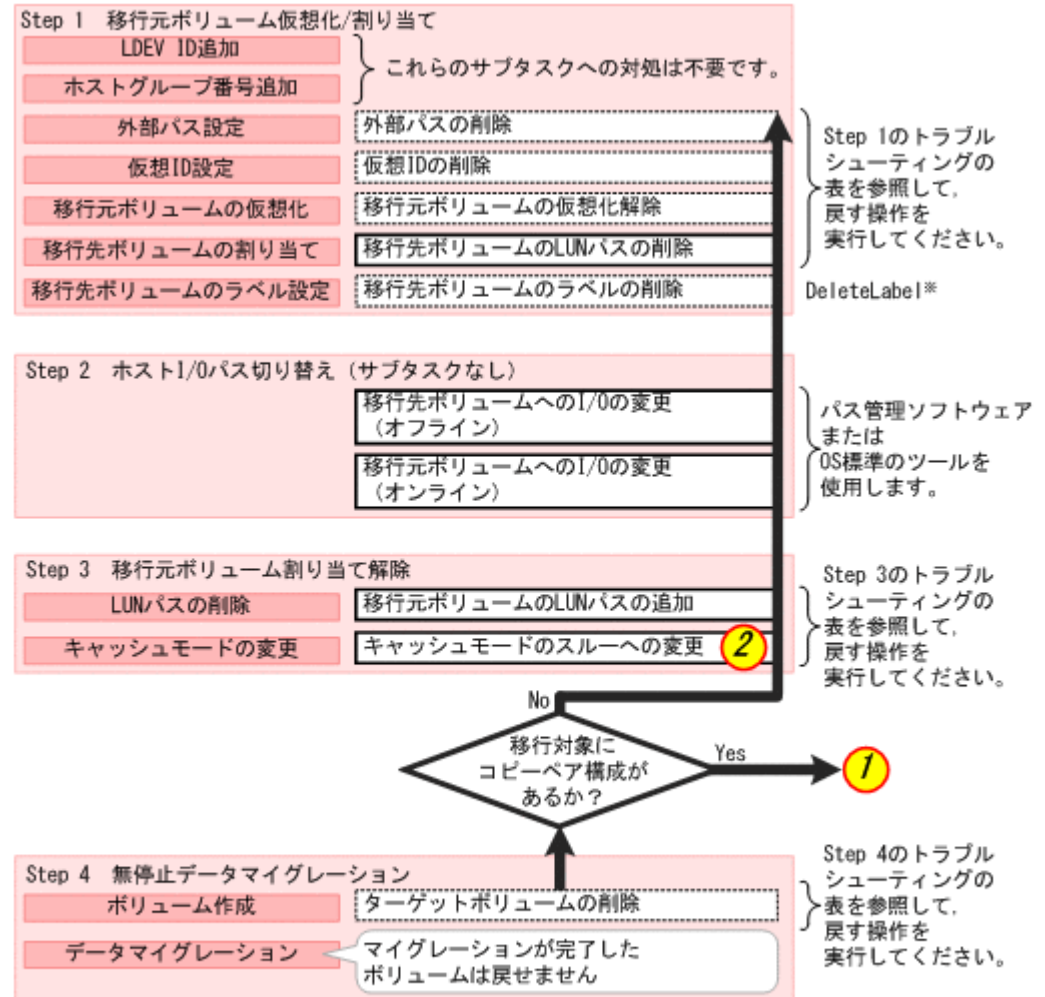 Step 1 移行元ボリューム仮想化/割り当て
LDEV ID追加
ホストグループ番号追加
これらのサブタスクへの対処は不要です。
外部パス設定
外部パスの削除
仮想ID設定
仮想IDの削除
移行元ボリュームの仮想化
移行元ボリュームの仮想化解除
移行先ボリュームの割り当て
移行先ボリュームのLUNパスの削除
Step 1のトラブル
シューティングの
表を参照して,
戻す操作を
実行してください。
移行先ボリュームのラベル設定
移行先ボリュームのラベルの削除
DeleteLabel※
Step 2 ホストI/Oパス切り替え（サブタスクなし）
移行先ボリュームへのI/Oの変更
（オフライン）
移行元ボリュームへのI/Oの変更
（オンライン）
パス管理ソフトウェア
または
OS標準のツールを
使用します。
Step 3 移行元ボリューム割り当て解除
LUNパスの削除
移行元ボリュームのLUNパスの追加
キャッシュモードの変更
キャッシュモードのスルーへの変更
2
Step 3のトラブル
シューティングの
表を参照して,
戻す操作を
実行してください。
No
移行対象に
コピーペア構成が
あるか？
Yes
1
Step 4 無停止データマイグレーション
ボリューム作成
ターゲットボリュームの削除
データマイグレーション
マイグレーションが完了した
ボリュームは戻せません
Step 4のトラブル
シューティングの
表を参照して,
戻す操作を
実行してください。